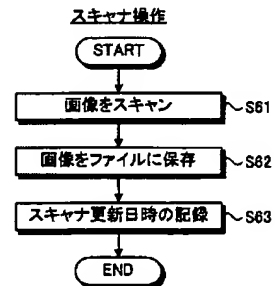 スキャナ操作
START
画像をスキャン
S61
画像をファイルに保存
S62
スキャナ更新日時の記録
S63
END